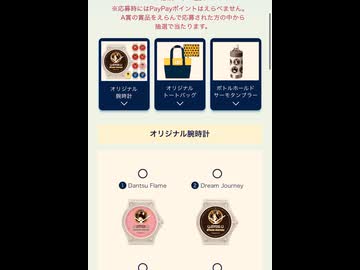 ※応募時にはPayPayポイントはえらべません。
A賞の賞品をえらんで応募された方の中から
抽選で当たります。
オリジナル
腕時計
オリジナル
トートバッグ
ボトルホールド
サーモタンブラー
オリジナル腕時計
1 Dantsu Flame
2 Dream Journey